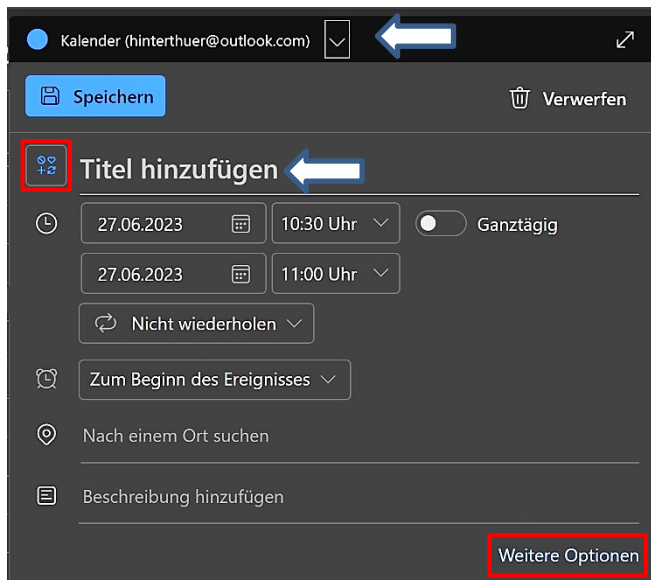 Kalender (hinterthuer@outlook.com)
Speichern
Verwerfen
Titel hinzufügen
27.06.2023 10:30 Uhr Ganztägig
27.06.2023 11:00 Uhr
Nicht wiederholen
Zum Beginn des Ereignisses
Nach einem Ort suchen
Beschreibung hinzufügen
Weitere Optionen